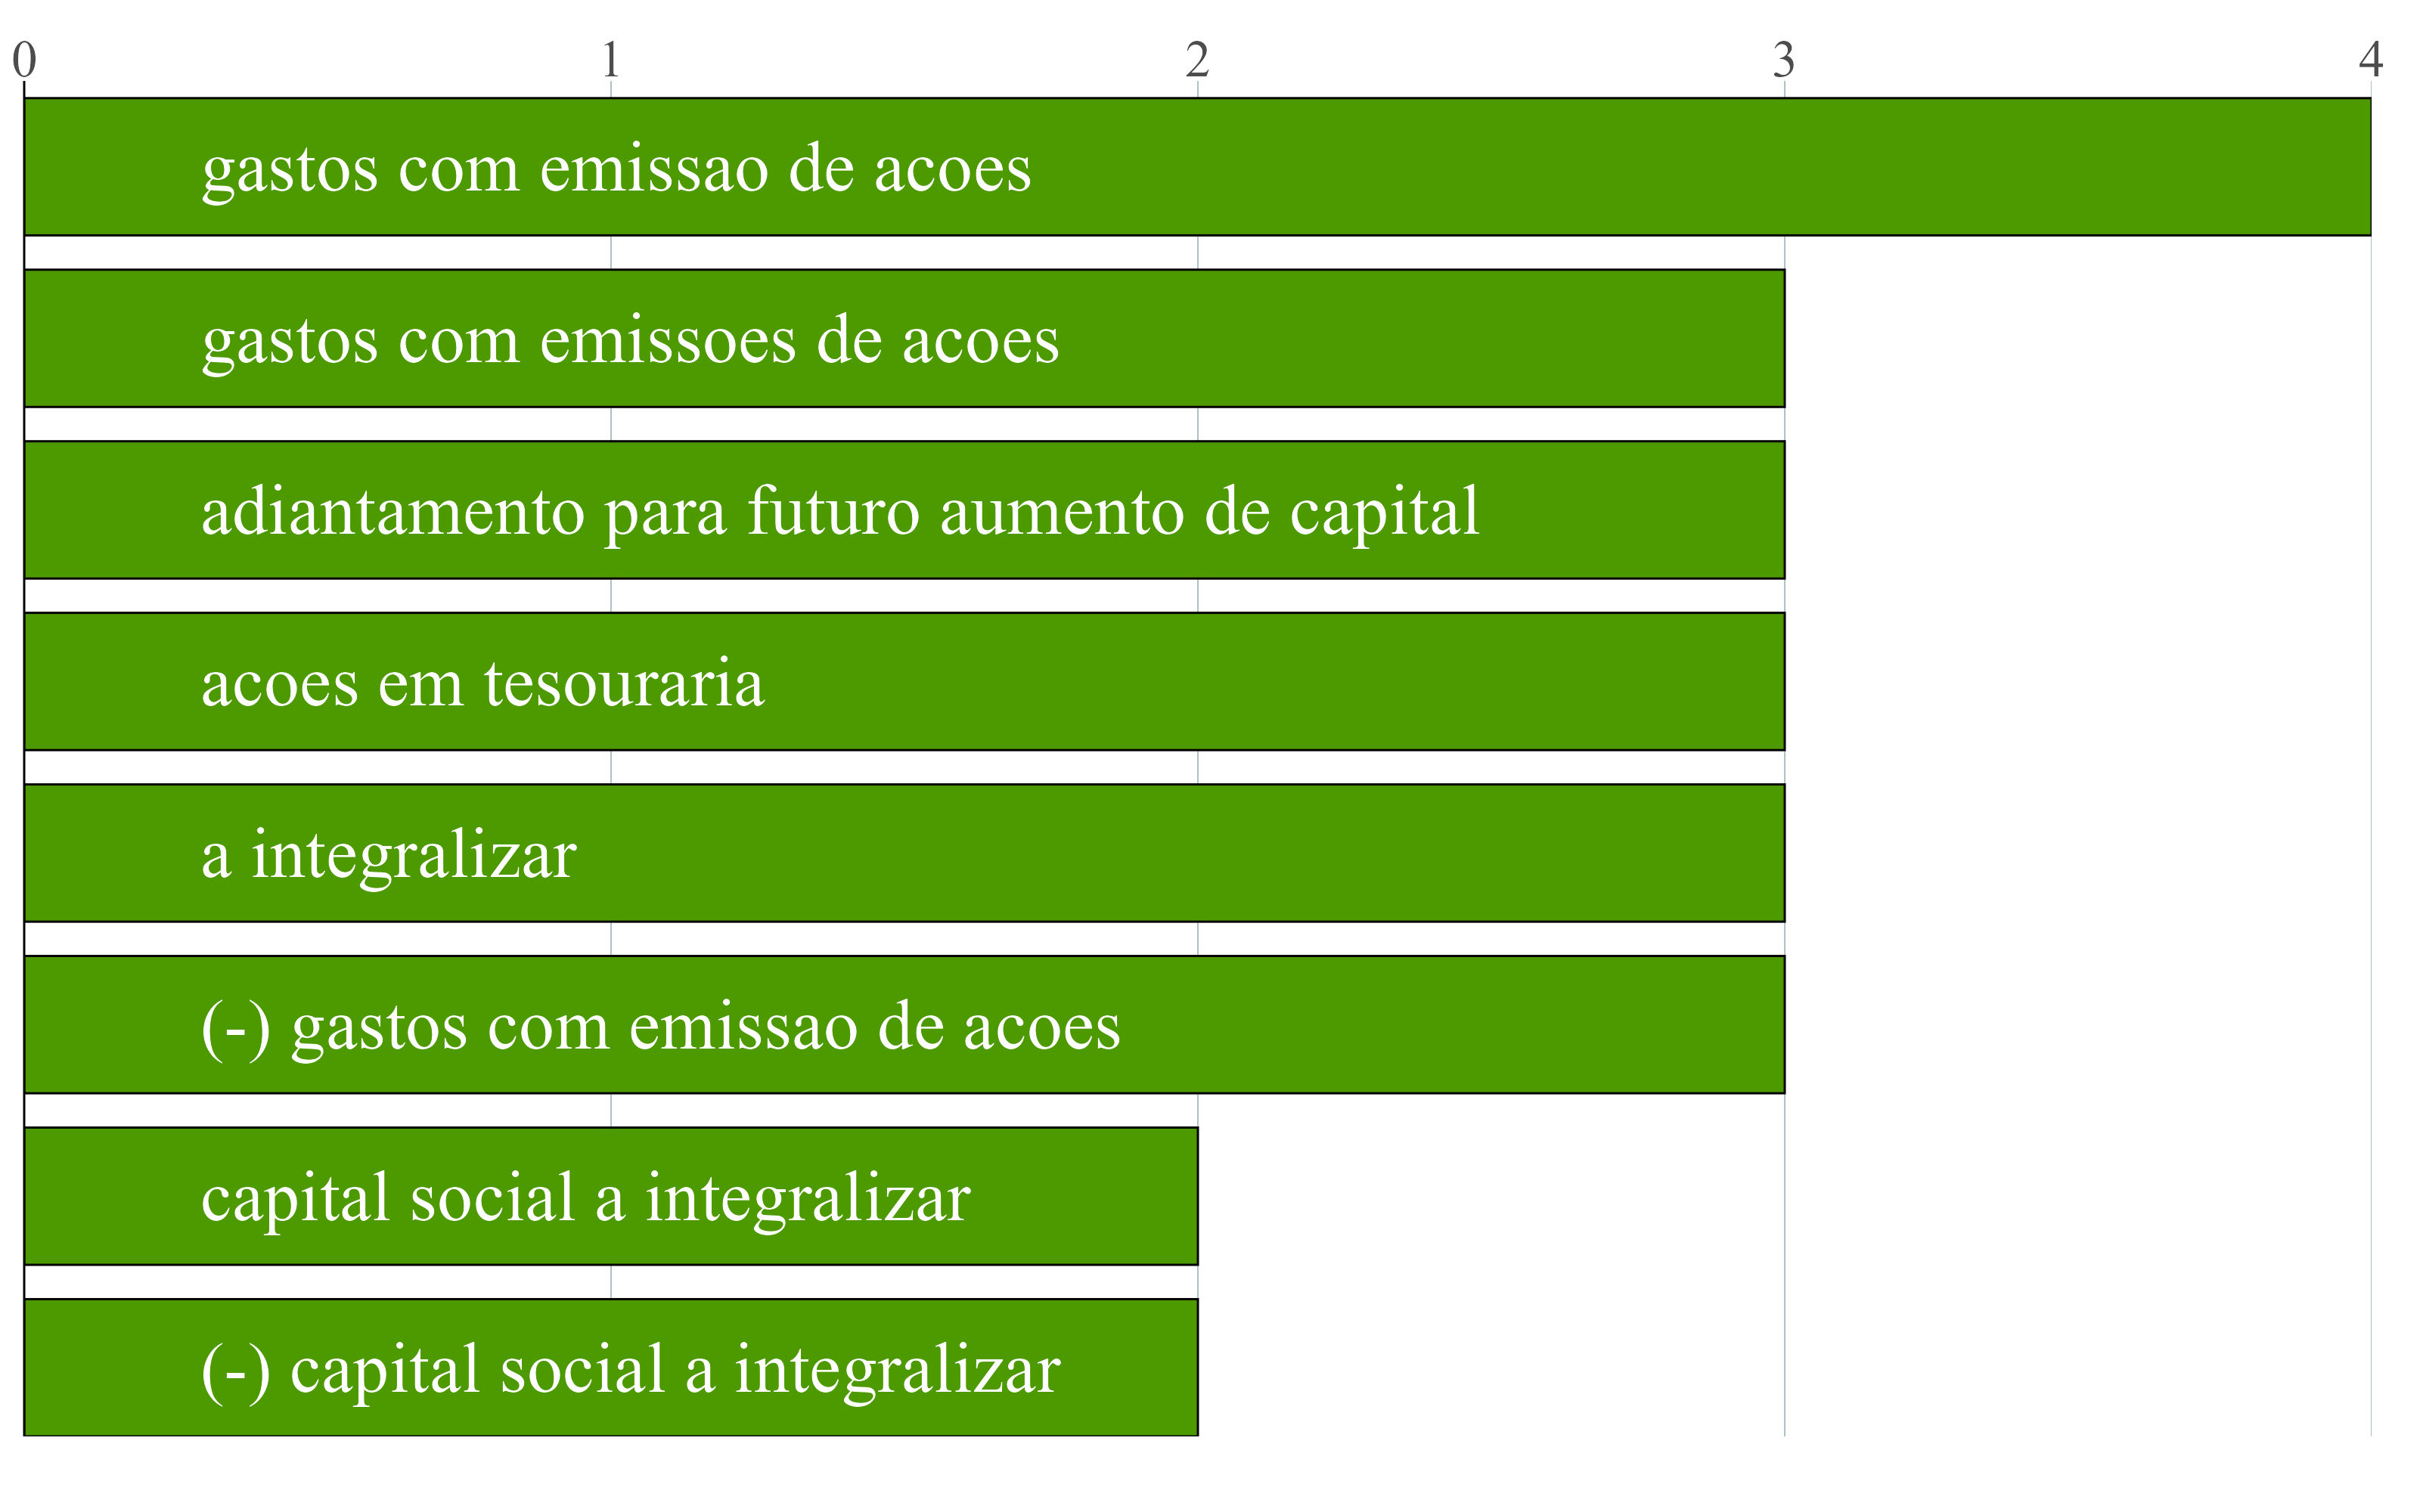 0 1 2 3 4
gastos com emissao de acoes
gastos com emissoes de acoes
adiantamento para futuro aumento de capital
acoes em tesouraria
a integralizar
(-) gastos com emissao de acoes
capital social a integralizar
(-) capital social a integralizar